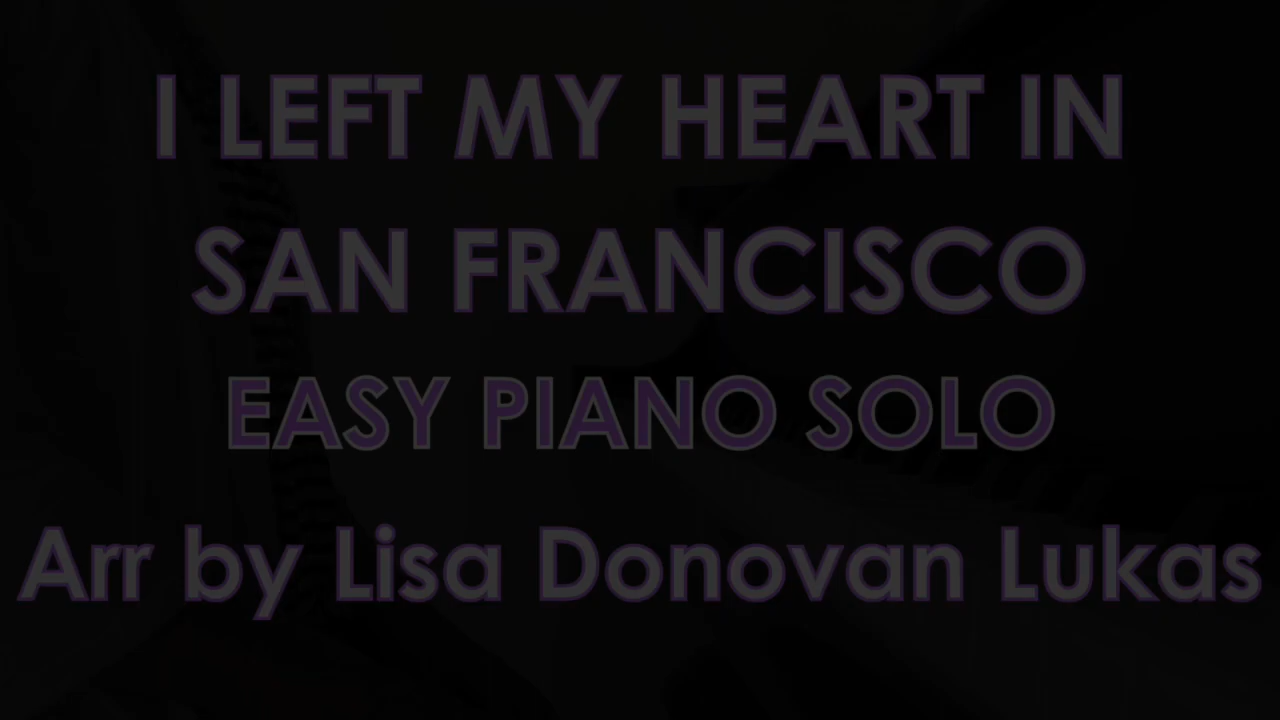 I LEFT MY HEART IN
SAN FRANCISCO
EASY PIANO SOLO
Arr by Lisa Donovan Lukas